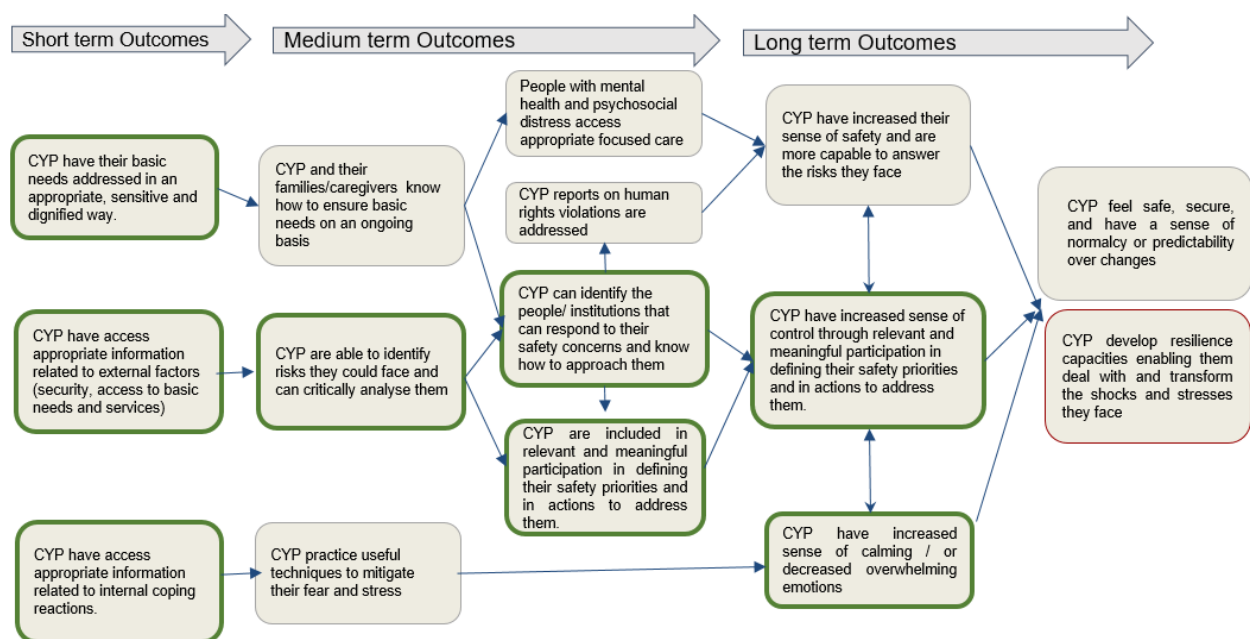 Short term Outcomes
Medium term Outcomes
Long term Outcomes
CYP have their basic
needs addressed in an
appropriate, sensitive and
dignified way.
CYP and their
families/caregivers know
how to ensure basic
needs on an ongoing
basis
People with mental
health and psychosocial
distress access
appropriate focused care
CYP reports on human
rights violations are
addressed
CYP have increased their
sense of safety and are
more capable to answer
the risks they face
CYP feel safe, secure,
and have a sense of
normalcy or predictability
over changes
CYP have access
appropriate information
related to external factors
(security, access to basic
needs and services)
CYP are able to identify
risks they could face and
can critically analyse them
CYP can identify the
people/ institutions that
can respond to their
safety concerns and know
how to approach them
CYP are included in
relevant and meaningful
participation in defining
their safety priorities and
in actions to address
them.
CYP have increased sense of
control through relevant and
meaningful participation in
defining their safety priorities
and in actions to address
them.
CYP develop resilience
capacities enabling them
deal with and transform
the shocks and stresses
they face
CYP have access
appropriate information
related to internal coping
reactions.
CYP practice useful
techniques to mitigate
their fear and stress
CYP have increased
sense of calming / or
decreased overwhelming
emotions